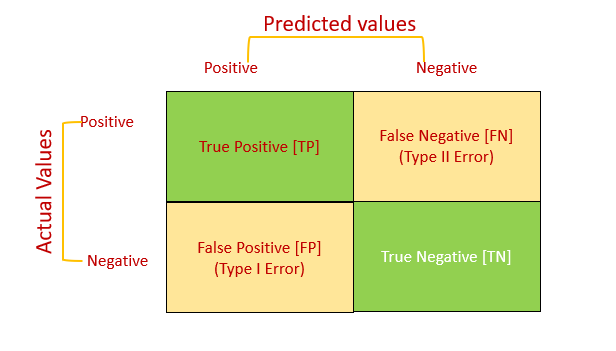 Predicted values
Positive
Negative
Actual Values
Positive
True Positive [TP]
False Negative [FN]
(Type II Error)
Negative
False Positive [FP]
(Type I Error)
True Negative [TN]